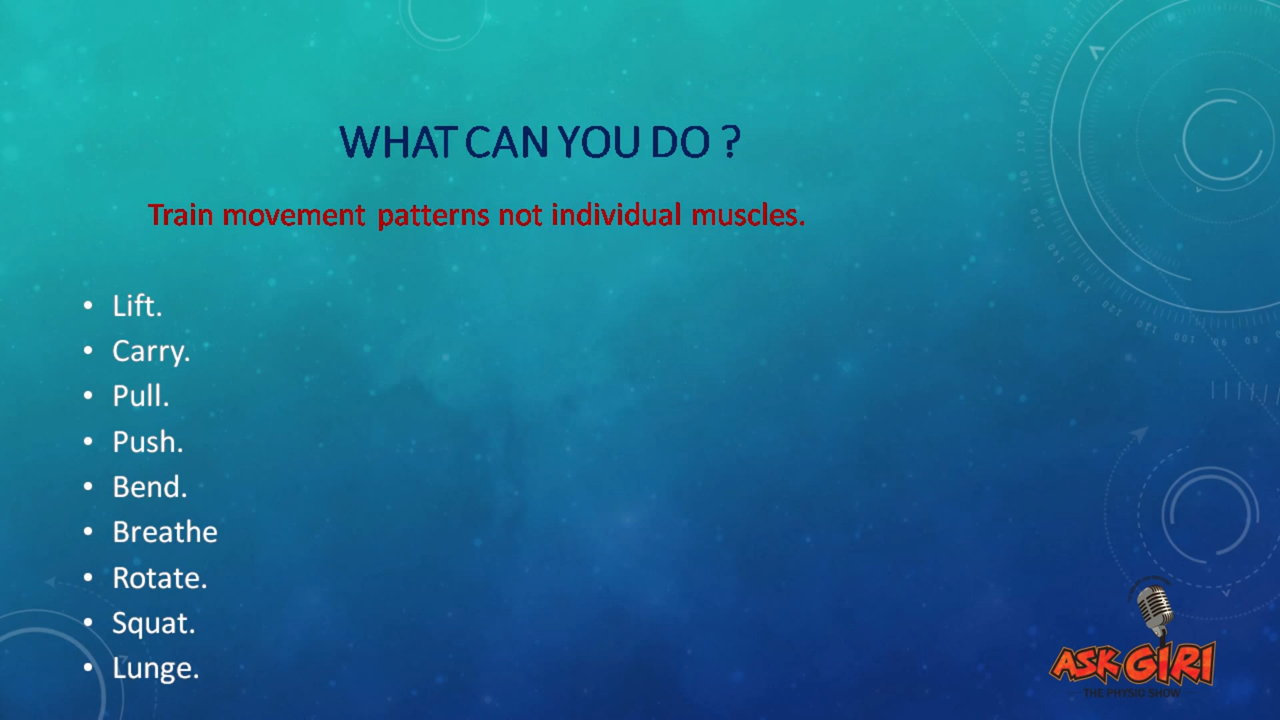 WHAT CAN YOU DO ?
Train movement patterns not individual muscles.
• Lift.
• Carry.
• Pull.
• Push.
• Bend.
• Breathe
• Rotate.
• Squat.
• Lunge.
ASK GIRI
THE PHYSIO SHOW